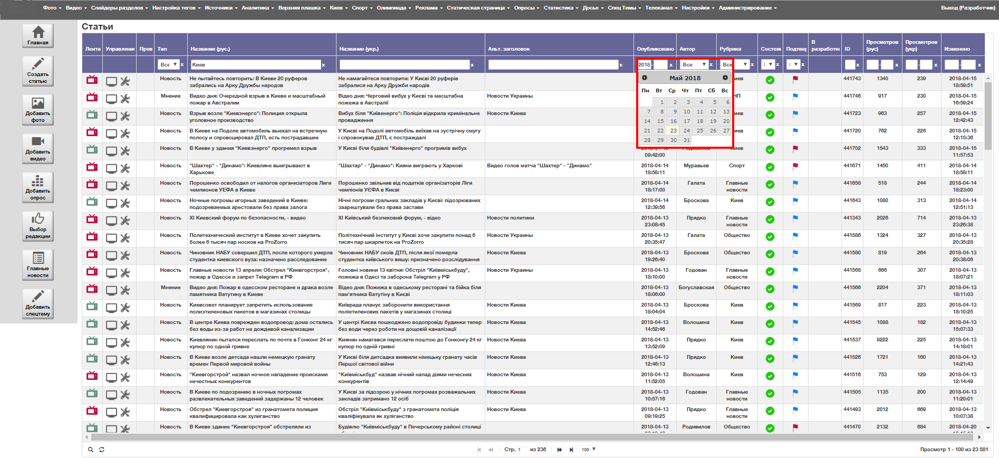 Фото Видео Слайдеры разделов Настройка тегов Источники Аналитика Верхняя плашка Киев Спорт Олимпиада Реклама Статическая страница Опросы Статистика Досье Спец Темы Телеканал Настройки Администрирование Выход (Разработчик)
Главная
Создать
статью
Добавить
фото
Добавить
видео
Добавить
опрос
Выбор
редакции
Главные
новости
Добавить
спецтему
Статьи
Лента Управлени Прев Тип Название (рус.) Название (укр.) Альт. заголовок Опубликовано Автор Рубрика Состоян Подтвер В разработк ID Просмотров (рус) Просмотров (укр) Изменено
Все x Киев x x x 2018 - x Все x Все x x x x - x - x - x
Май 2018
Пн Вт Ср Чт Пт Сб Вс
1 2 3 4 5 6
7 8 9 10 11 12 13
14 15 16 17 18 19 20
21 22 23 24 25 26 27
28 29 30 31
Новость Не пытайтесь повторить: В Киеве 20 руферов Не намагайтеся повторити: У Києві 20 руферів 441743 1340 239 2018-04-15
забрались на Арку Дружбы народов забралися на Арку Дружби народів 18:59:51
Мнение Видео дня: Очередной взрыв в Киеве и масштабный Відео дня: Черговий вибух у Києві та масштабна Новости Украины 441746 917 230 2018-04-15
пожар в Австралии пожежа в Австралії 16:59:24
Новость Взрыв возле "Киевэнерго": Полиция открыла Вибух біля "Київенерго": Поліція відкрила кримінальне Новости Киева 441723 963 257 2018-04-15
уголовное производство провадження 12:42:43
Новость В Киеве на Подоле автомобиль выехал на встречную У Києві на Подолі автомобіль виїхав на зустрічну смугу 441720 762 226 2018-04-15
полосу и спровоцировал ДТП, есть пострадавшие і спровокував ДТП, є постраждалі 12:15:36
Новость В Киеве у здания "Киевэнерго" прогремел взрыв У Києві біля будівлі "Київенерго" прогримів вибух Родивилов Киев 441702 1543 333 2018-04-15
09:42:00 11:57:53
Новость "Шахтер" - "Динамо": Киевляне выигрывают в "Шахтар" - "Динамо": Кияни виграють у Харкові Видео голов матча "Шахтер" - "Динамо" 2018-04-14 Муравьев Спорт 441671 1450 411 2018-04-14
Харькове 18:58:11 18:58:11
Новость Порошенко освободил от налогов организаторов Лиги Порошенко звільнив від податків організаторів Ліги 2018-04-14 Галата Главные 441658 518 244 2018-04-14
чемпионов УЕФА в Киеве чемпіонів УЄФА в Києві 18:17:00 новости 18:23:00
Новость Ночные погромы игорных заведений в Киеве: Нічні погроми гральних закладів у Києві: підозрюваних 2018-04-14 Броскова Киев 441643 1080 313 2018-04-14
подозреваемых арестовали без права залога заарештували без права застави 12:39:56 12:51:13
Новость XI Киевский форум по безопасности, - видео XI Київський безпековий форум, - відео Новости политики 2018-04-13 Прядко Главные 441343 2026 714 2018-04-13
23:08:45 новости 23:26:38
Новость Политехнический институт в Киеве хочет закупить Політехнічний інститут у Києві хоче закупити понад 6 Новости Украины 2018-04-13 Галата Общество 441586 1324 327 2018-04-13
более 6 тысяч пар носков на ProZorro тисяч пар шкарпеток на ProZorro 20:35:47 20:35:28
Новость Чиновник НАБУ совершил ДТП, после которого умерла Чиновник НАБУ скоїв ДТП, після якої померла 2018-04-13 Броскова Общество 441580 819 264 2018-04-13
студентка киевского вуза: назначено расследование студентка київського вишу: призначено розслідування 19:26:40 20:38:06
Новость Главные новости 13 апреля: Обстрел "Киевгорстроя", Головні новини 13 квітня: Обстріл "Київміськбуду", Новости Украины 2018-04-13 Годован Главные 441568 666 307 2018-04-13
пожар в Одессе и запрет Telegram в РФ пожежа в Одесі та заборона Telegram у РФ 18:10:00 новости 18:07:21
Мнение Видео дня: Пожар в одесском ресторане и драка возле Відео дня: Пожежа в одеському ресторані та бійка біля 2018-04-13 Богуславская Общество 441566 2204 371 2018-04-13
памятника Ватутину в Киеве пам'ятника Ватутіну в Києві 18:06:00 18:11:03
Новость Киевсовет планирует запретить использование Київрада планує заборонити використання Новости Киева 2018-04-13 Броскова Киев 441569 817 223 2018-04-13
полиэтиленовых пакетов в магазинах столицы поліетиленових пакетів у магазинах столиці 18:04:04 18:10:25
Новость В центре Киева поврежден водопровод: дома остались У центрі Києва пошкоджено водопровід: будинки тепер Новости Киева 2018-04-13 Волошина Киев 441545 1088 182 2018-04-13
без воды из-за работ на дождевой канализации без води через роботи на дощовій каналізації 14:52:46 15:07:33
Новость Киевлянин пытался переслать по почте в Гонконг 24 кг Киянин намагався переслати поштою до Гонконгу 24 кг Новости Киева 2018-04-13 Прядко Киев 441537 9222 225 2018-04-13
купюр по одной гривне купюр по одній гривні 13:52:09 14:18:01
Новость В Киеве возле детсада нашли немецкую гранату У Києві біля дитсадка виявили німецьку гранату часів Новости Киева 2018-04-13 Прядко Киев 441526 1721 160 2018-04-13
времен Первой мировой войны Першої світової війни 12:46:13 14:21:43
Новость "Киевгорстрой" назвал ночное нападение происками "Київміськбуд" назвав нічний напад діями нечесних Новости Киева 2018-04-13 Волошина Киев 441516 753 129 2018-04-13
нечестных конкурентов конкурентів 11:52:05 12:14:49
Новость В Киеве по подозрению в ночных погромах У Києві за підозрою у нічних погромах розважальних Новости Киева 2018-04-13 Годован Главные 441505 1135 200 2018-04-13
развлекательных заведений задержаны 12 человек закладів затримано 12 осіб 10:57:16 новости 11:20:01
Новость Обстрел "Киевгорстроя" из гранатомета полиция Обстріл "Київміськбуду" з гранатомета поліція Новости Киева 2018-04-13 Прядко Главные 441493 2012 669 2018-04-13
квалифицировала как хулиганство кваліфікувала як хуліганство 09:19:25 новости 10:07:38
Новость В Киеве здание "Киевгорстроя" обстреляли из Будівлю "Київміськбуду" в Печерському районі столиці Новости Киева 2018-04-13 Родивилов Общество 441470 2132 684 2018-04-20
Стр. 1 из 236 100 Просмотр 1 - 100 из 23 581